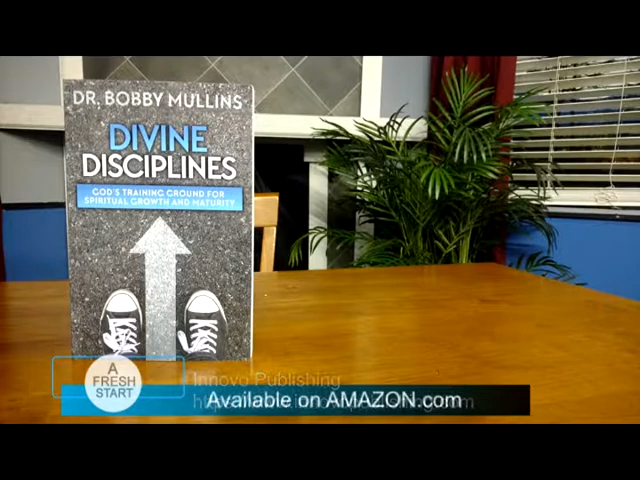 DR. BOBBY MULLINS
DIVINE
DISCIPLINES
GOD'S TRAINING GROUND FOR
SPIRITUAL GROWTH AND MATURITY
A
FRESH
START
Innovo Publishing
Available on AMAZON.com